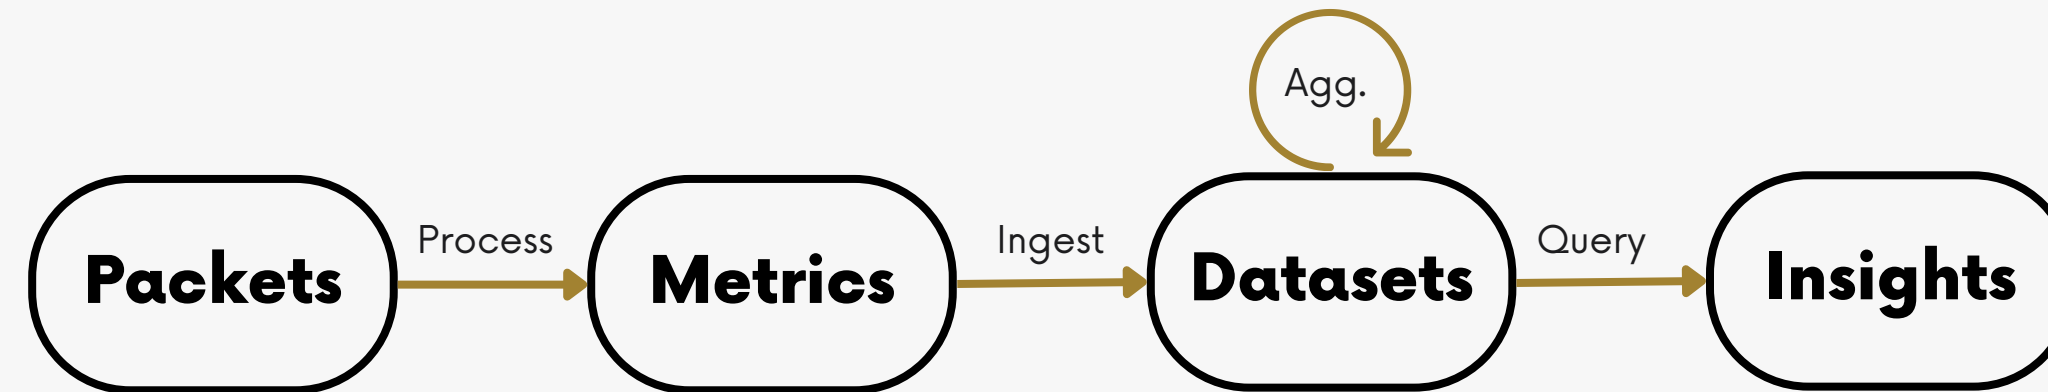 Agg.
Process
Ingest
Query
Packets
Metrics
Datasets
Insights